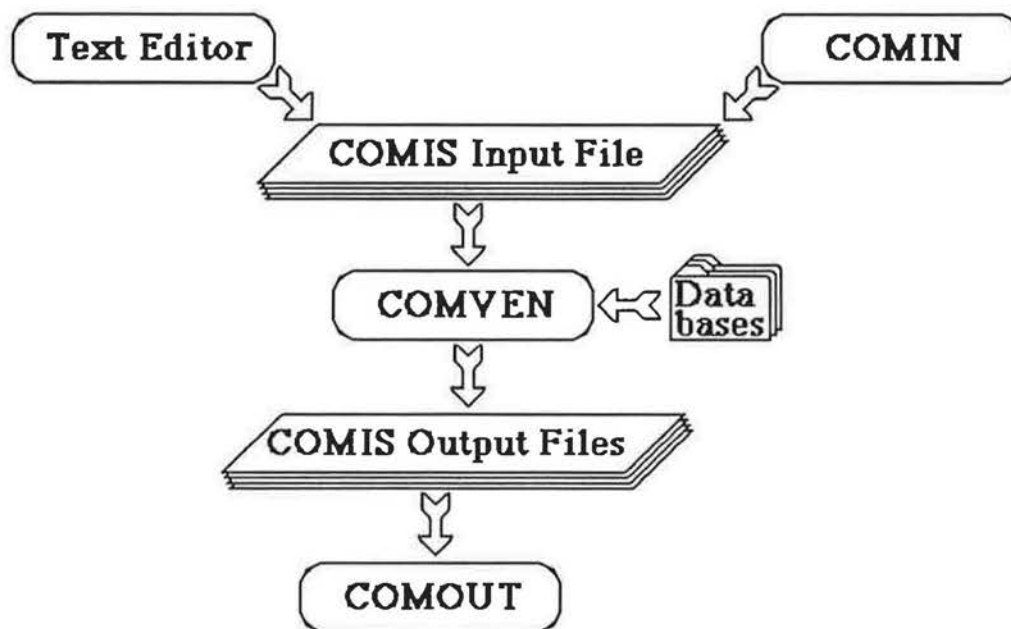 Text Editor
COMIN
COMIS Input File
COMVEN
Data
bases
COMIS Output Files
COMOUT